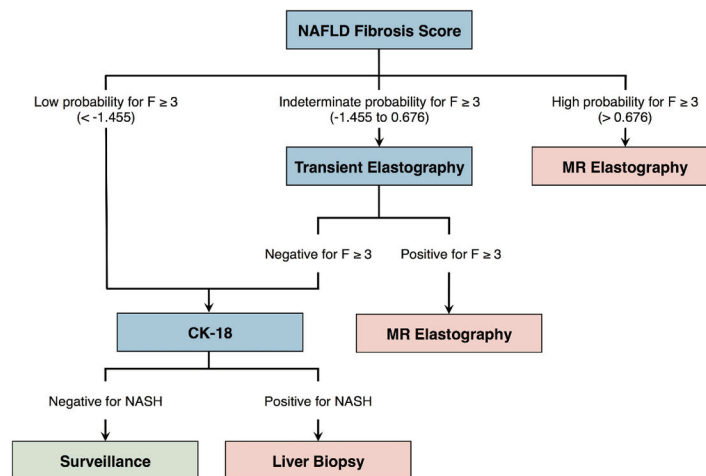 NAFLD Fibrosis Score
Low probability for F ≥ 3
(< -1.455)
Indeterminate probability for F ≥ 3
(-1.455 to 0.676)
High probability for F ≥ 3
(> 0.676)
Transient Elastography
MR Elastography
Negative for F ≥ 3
Positive for F ≥ 3
CK-18
MR Elastography
Negative for NASH
Positive for NASH
Surveillance
Liver Biopsy